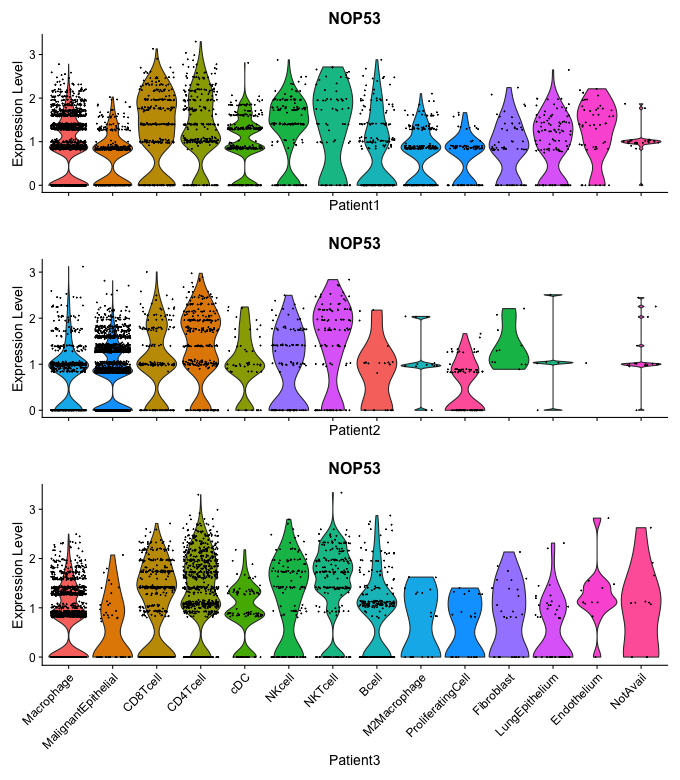 NOP53
Expression Level
3
2
1
0
Patient1
NOP53
Expression Level
3
2
1
0
Patient2
NOP53
Expression Level
3
2
1
0
Macrophage
MalignantEpithelial
CD8Tcell
CD4Tcell
cDC
NKcell
NKTcell
Bcell
M2Macrophage
ProliferatingCell
Fibroblast
LungEpithelium
Endothelium
NotAvail
Patient3